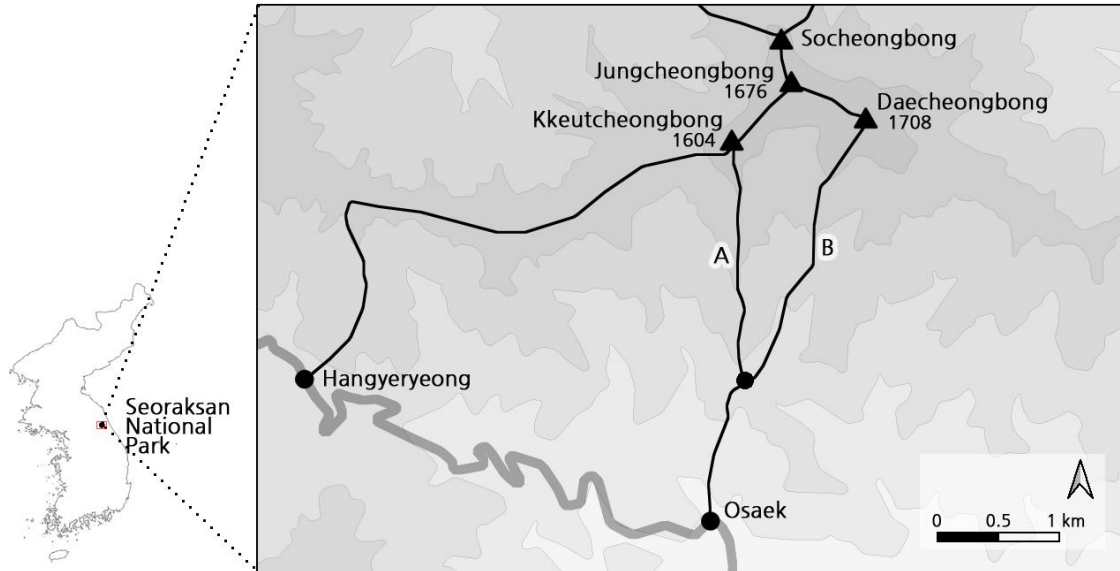 Socheongbong
Jungcheongbong
1676
Daecheongbong
1708
Kkeutcheongbong
1604
A
B
Hangyeryeong
Seoraksan
National
Park
Osaek
0 0.5 1 km